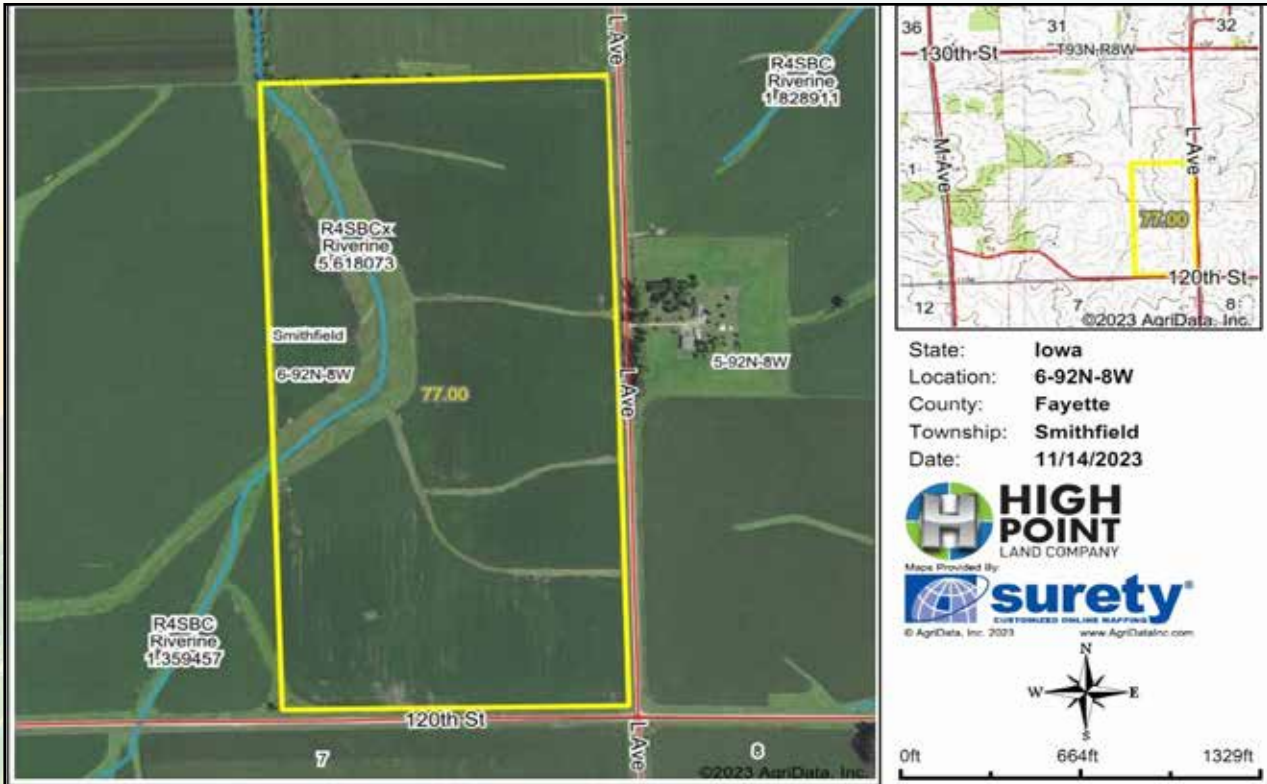 L Ave
R4SBC
Riverine
1.828911
R4SBCx
Riverine
5.618073
Smithfield
6-92N-8W
77.00
5-92N-8W
L Ave
R4SBC
Riverine
1.359457
120th St
L Ave
7
8
©2023 AgriData, Inc.
36
31
32
130th St
T93N-R8W
M Ave
L Ave
1
77.00
120th St
12
7
8
©2023 AgriData, Inc.
State: Iowa
Location: 6-92N-8W
County: Fayette
Township: Smithfield
Date: 11/14/2023
H
HIGH
POINT
LAND COMPANY
Maps Provided By:
surety®
CUSTOMIZED ONLINE MAPPING
© AgriData, Inc. 2023 www.AgriDataInc.com
N
W E
S
0ft 664ft 1329ft